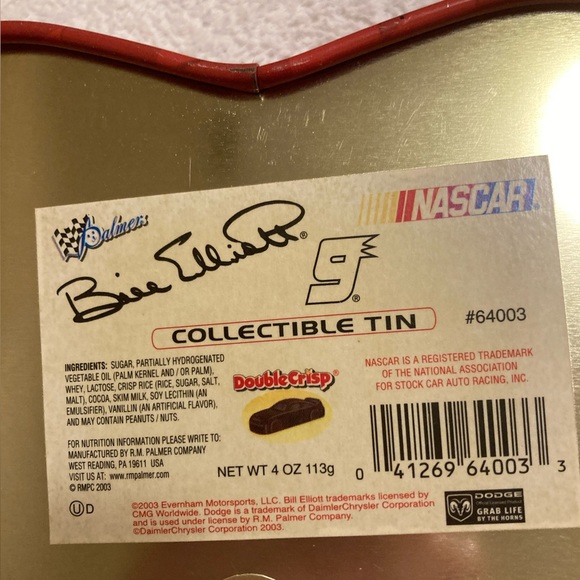 Palmers
NASCAR®
Bill Elliott®
9®
COLLECTIBLE TIN
#64003
INGREDIENTS: SUGAR, PARTIALLY HYDROGENATED
VEGETABLE OIL (PALM KERNEL AND / OR PALM),
WHEY, LACTOSE, CRISP RICE (RICE, SUGAR, SALT,
MALT), COCOA, SKIM MILK, SOY LECITHIN (AN
EMULSIFIER), VANILLIN (AN ARTIFICIAL FLAVOR),
AND MAY CONTAIN PEANUTS / NUTS.
DoubleCrisp®
NASCAR IS A REGISTERED TRADEMARK
OF THE NATIONAL ASSOCIATION
FOR STOCK CAR AUTO RACING, INC.
FOR NUTRITION INFORMATION PLEASE WRITE TO:
MANUFACTURED BY R.M. PALMER COMPANY
WEST READING, PA 19611 USA
VISIT US AT: www.rmpalmer.com
© RMPC 2003
NET WT 4 OZ 113g
0 41269 64003 3
U D
©2003 Evernham Motorsports, LLC. Bill Elliott trademarks licensed by
CMG Worldwide. Dodge is a trademark of DaimlerChrysler Corporation
and is used under license by R.M. Palmer Company.
©DaimlerChrysler Corporation 2003.
DODGE
GRAB LIFE
BY THE HORNS